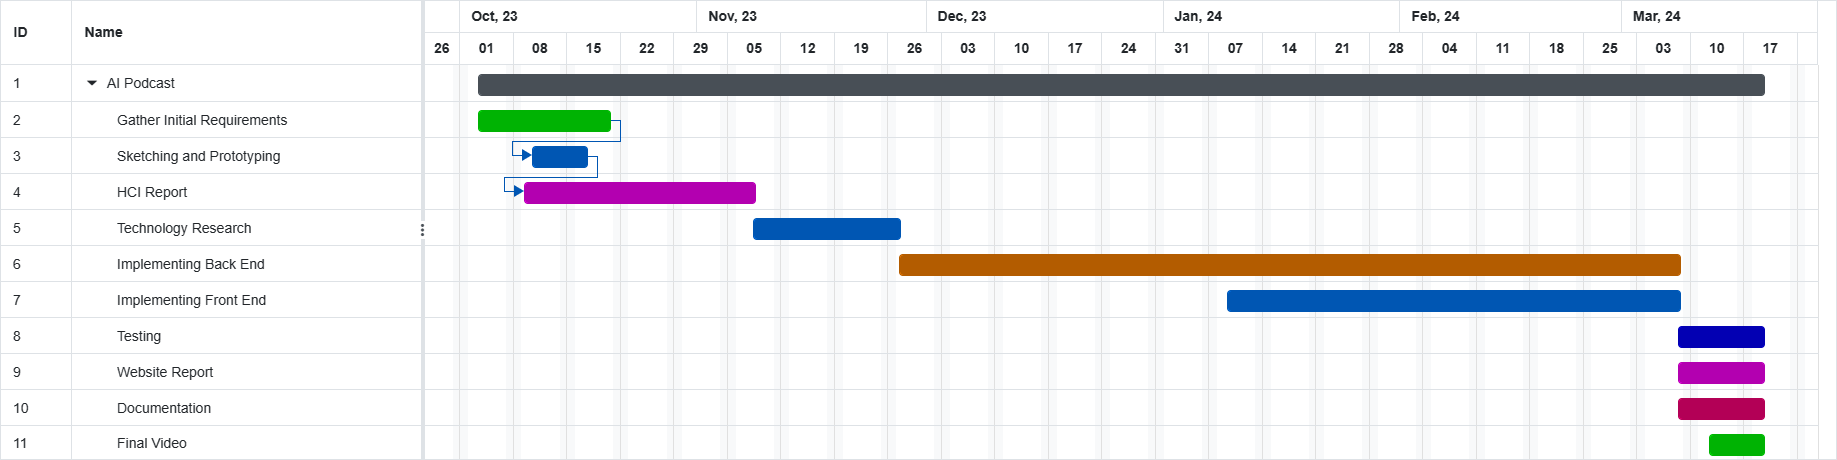 ID Name Oct, 23 Nov, 23 Dec, 23 Jan, 24 Feb, 24 Mar, 24
26 01 08 15 22 29 05 12 19 26 03 10 17 24 31 07 14 21 28 04 11 18 25 03 10 17
1 AI Podcast
2 Gather Initial Requirements
3 Sketching and Prototyping
4 HCI Report
5 Technology Research
6 Implementing Back End
7 Implementing Front End
8 Testing
9 Website Report
10 Documentation
11 Final Video